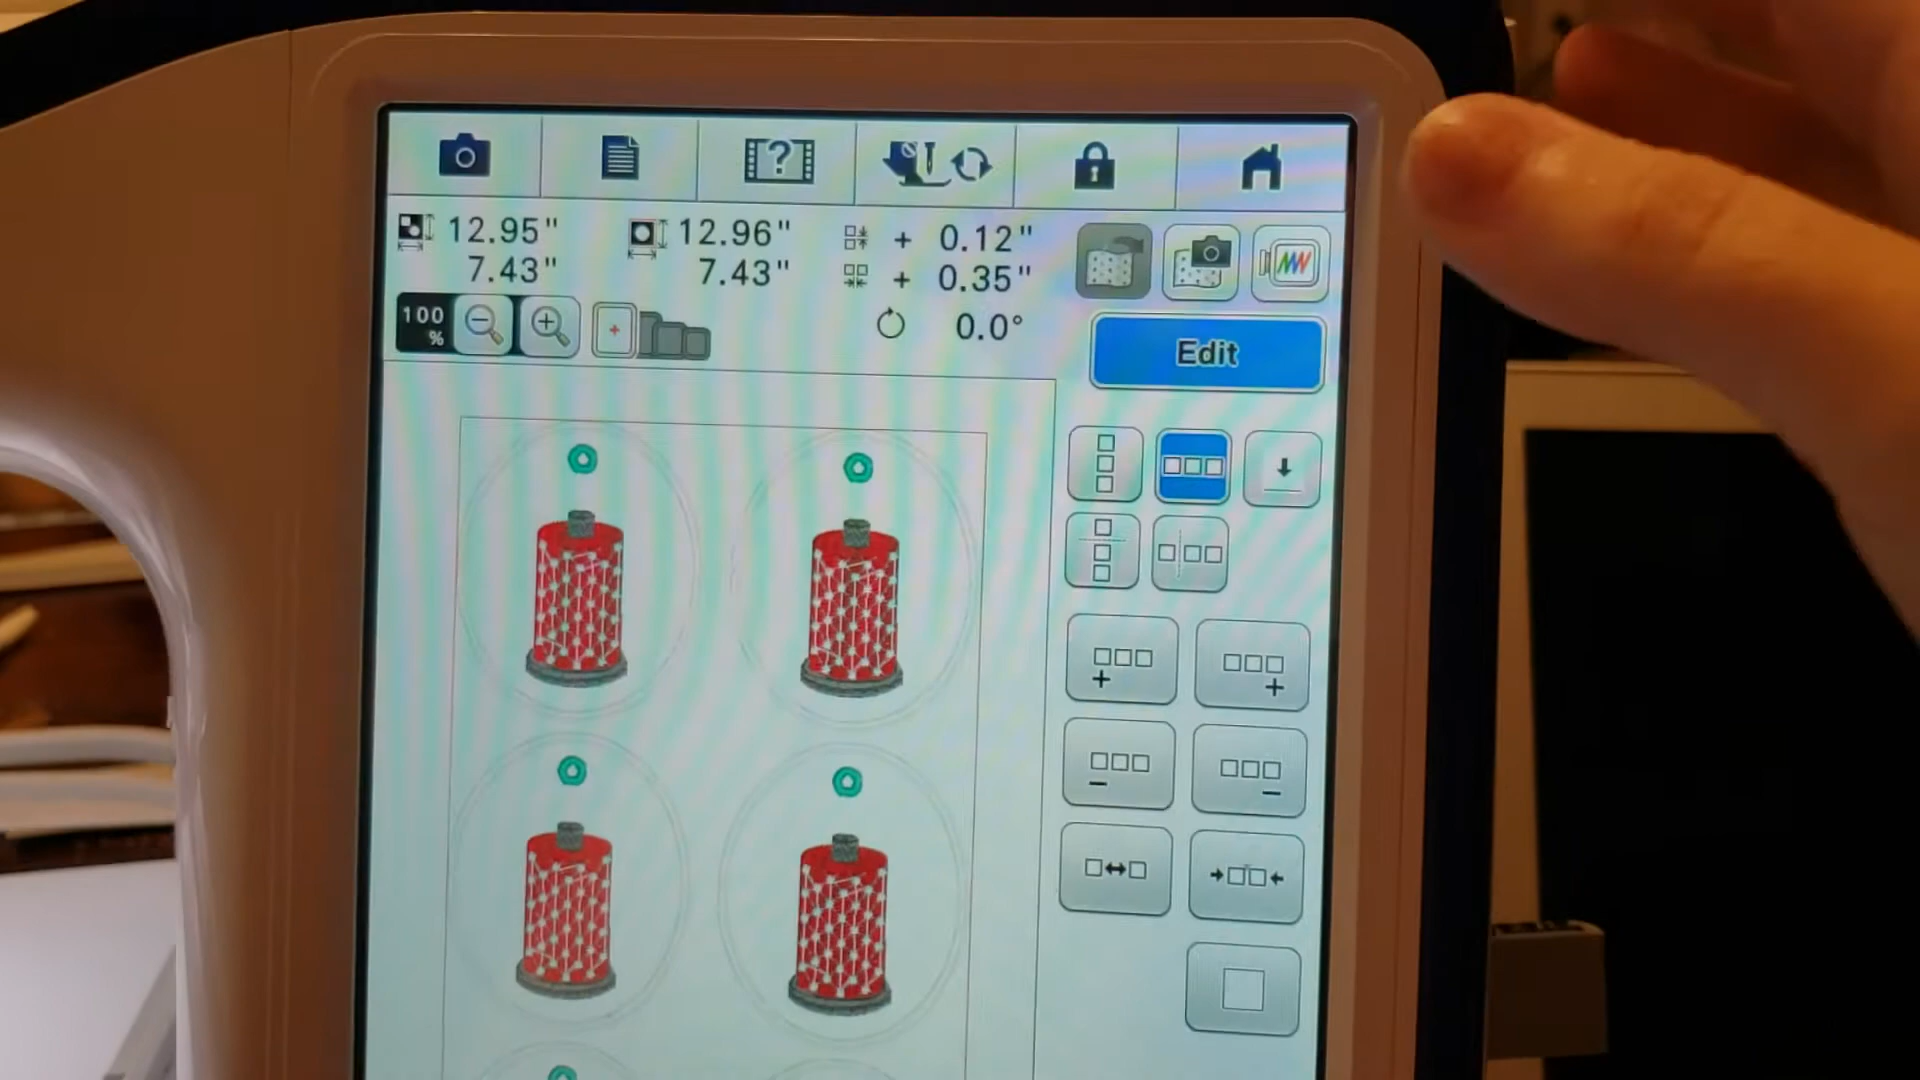 ?
12.95" 12.96" + 0.12"
7.43" 7.43" + 0.35"
100 % 0.0°
Edit